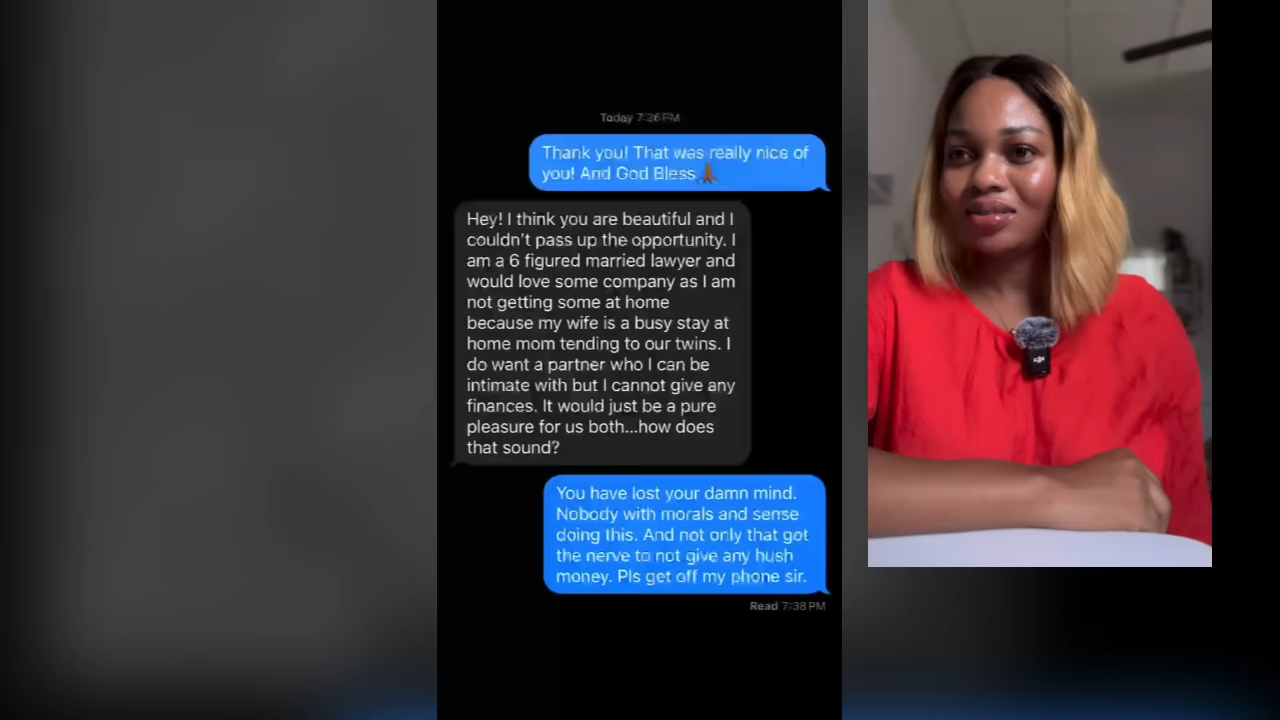 Today 7:36 PM
Thank you! That was really nice of
you! And God Bless 🙏🏾
Hey! I think you are beautiful and I
couldn't pass up the opportunity. I
am a 6 figured married lawyer and
would love some company as I am
not getting some at home
because my wife is a busy stay at
home mom tending to our twins. I
do want a partner who I can be
intimate with but I cannot give any
finances. It would just be a pure
pleasure for us both...how does
that sound?
You have lost your damn mind.
Nobody with morals and sense
doing this. And not only that got
the nerve to not give any hush
money. Pls get off my phone sir.
Read 7:38 PM
dji